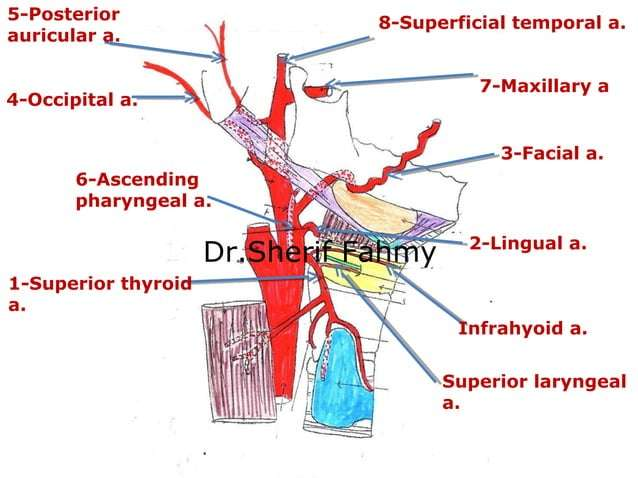 5-Posterior
auricular a.
8-Superficial temporal a.
7-Maxillary a
4-Occipital a.
3-Facial a.
6-Ascending
pharyngeal a.
2-Lingual a.
Dr.Sherif Fahmy
1-Superior thyroid
a.
Infrahyoid a.
Superior laryngeal
a.